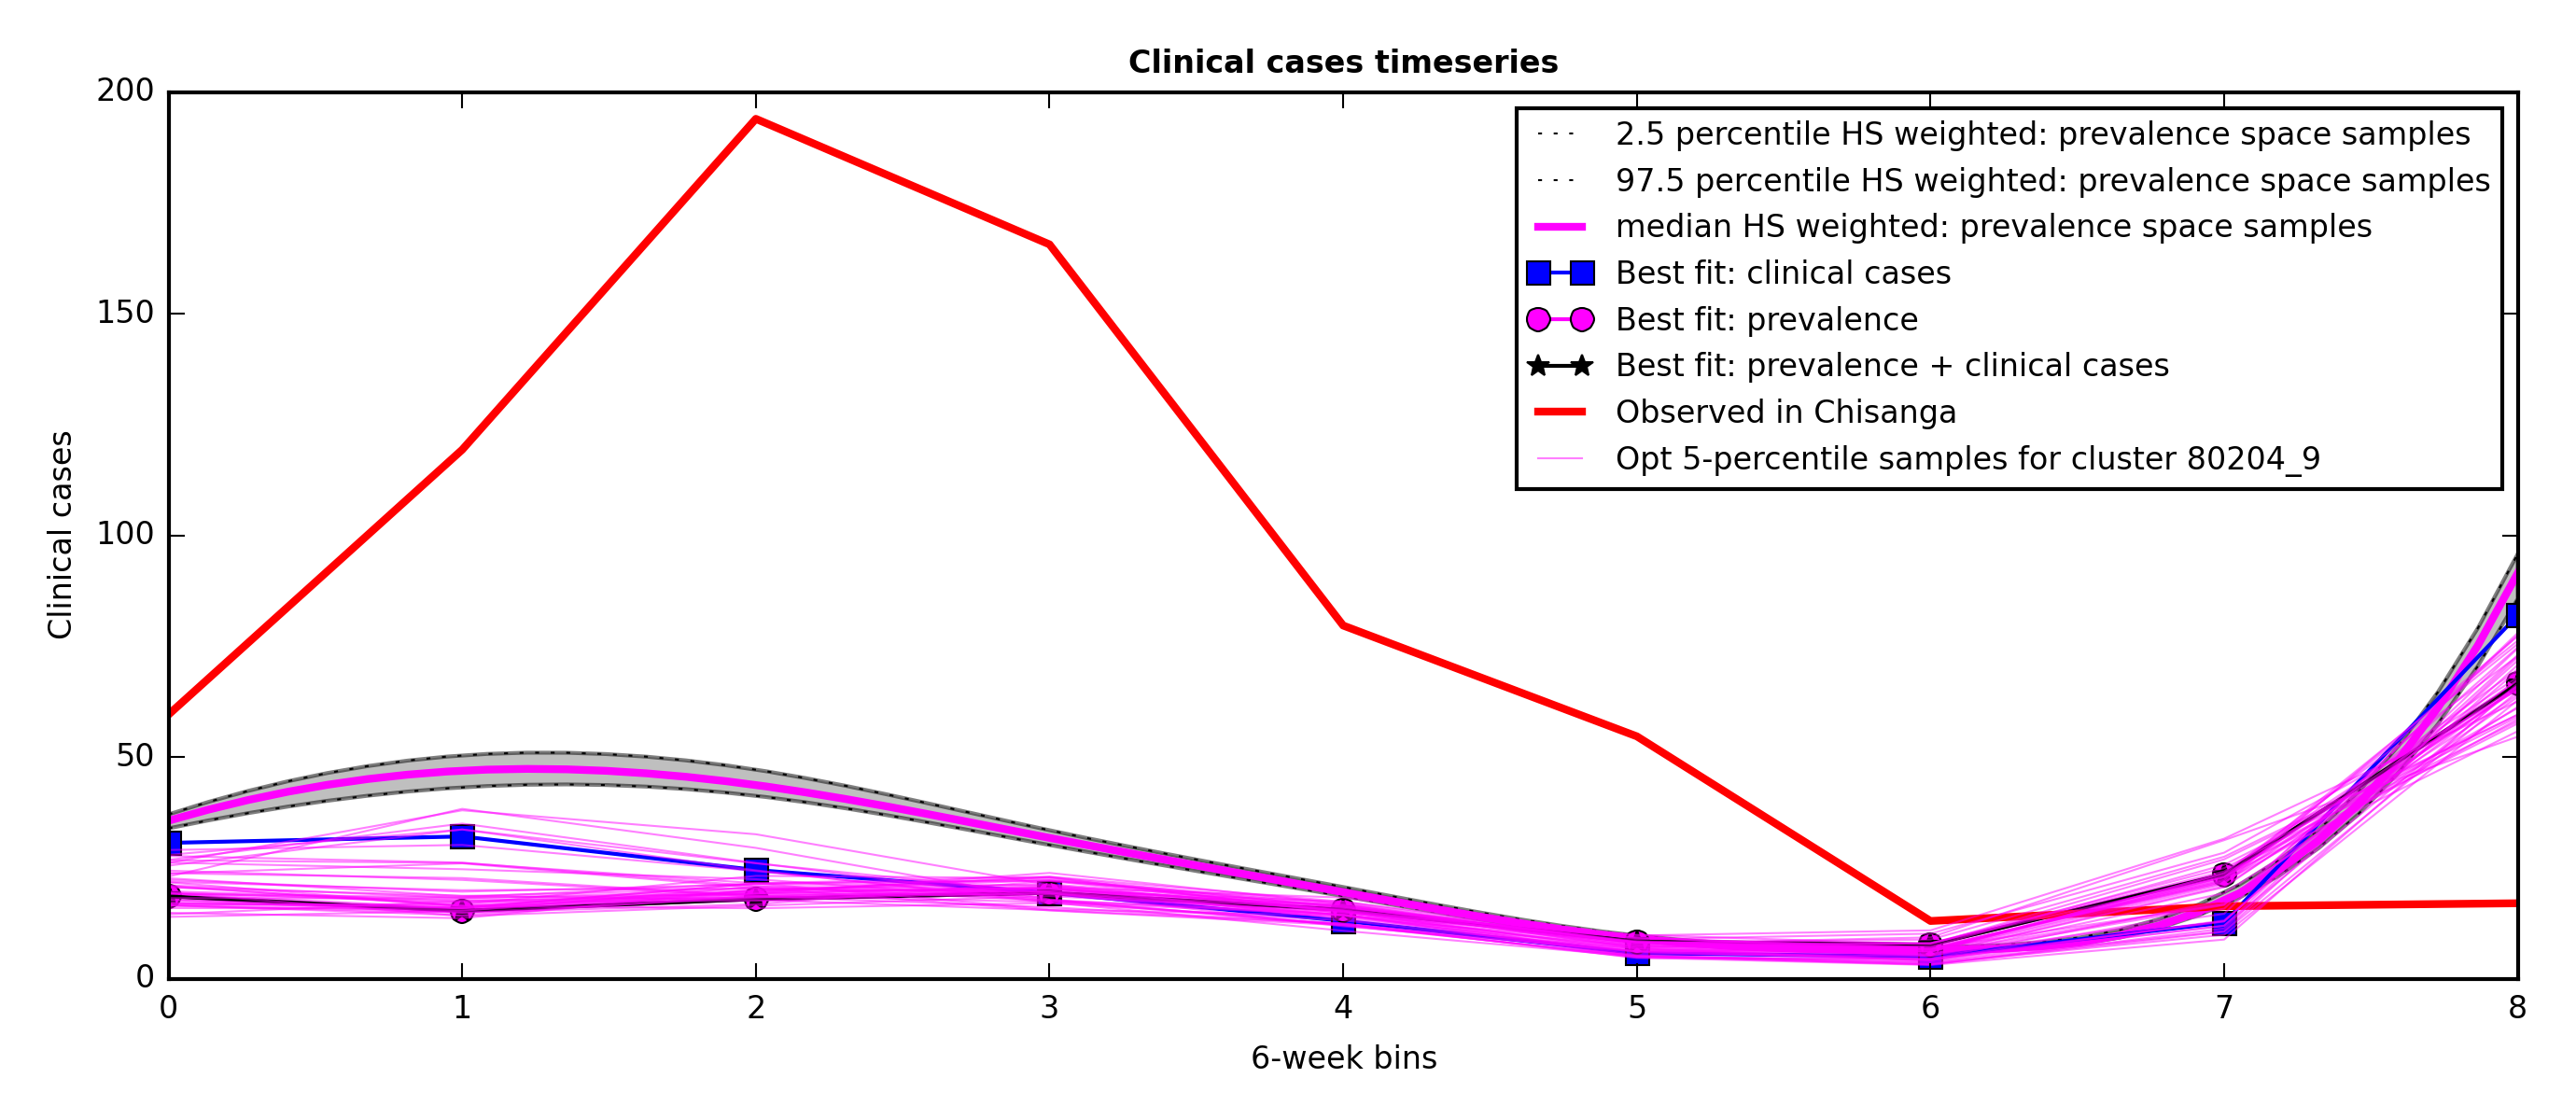 Clinical cases timeseries
200
150
100
50
0
Clinical cases
2.5 percentile HS weighted: prevalence space samples
97.5 percentile HS weighted: prevalence space samples
median HS weighted: prevalence space samples
Best fit: clinical cases
Best fit: prevalence
Best fit: prevalence + clinical cases
Observed in Chisanga
Opt 5-percentile samples for cluster 80204_9
0 1 2 3 4 5 6 7 8
6-week bins